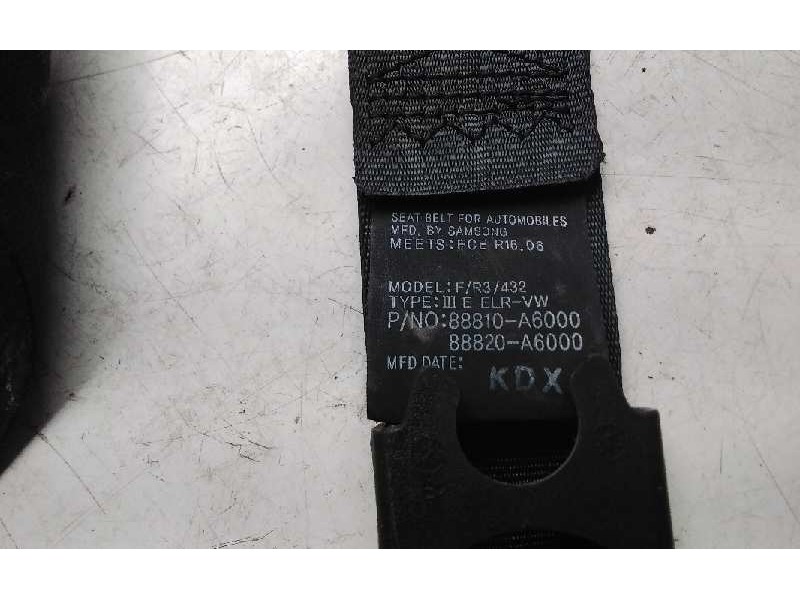 SEAT BELT FOR AUTOMOBILES
MFD. BY SAMSONG
MEETS:ECE R16.06
MODEL:F/R3/432
TYPE:III E ELR-VW
P/NO:88810-A6000
88820-A6000
MFD DATE:
KDX